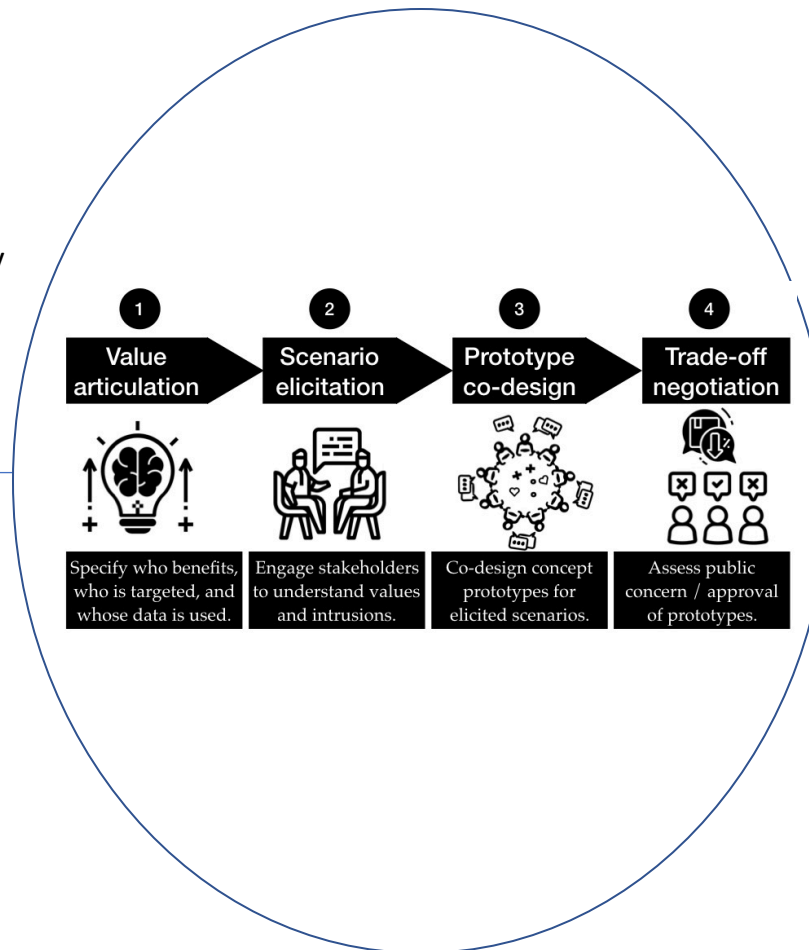 1
Value
articulation
Specify who benefits,
who is targeted, and
whose data is used.
2
Scenario
elicitation
Engage stakeholders
to understand values
and intrusions.
3
Prototype
co-design
Co-design concept
prototypes for
elicited scenarios.
4
Trade-off
negotiation
Assess public
concern / approval
of prototypes.